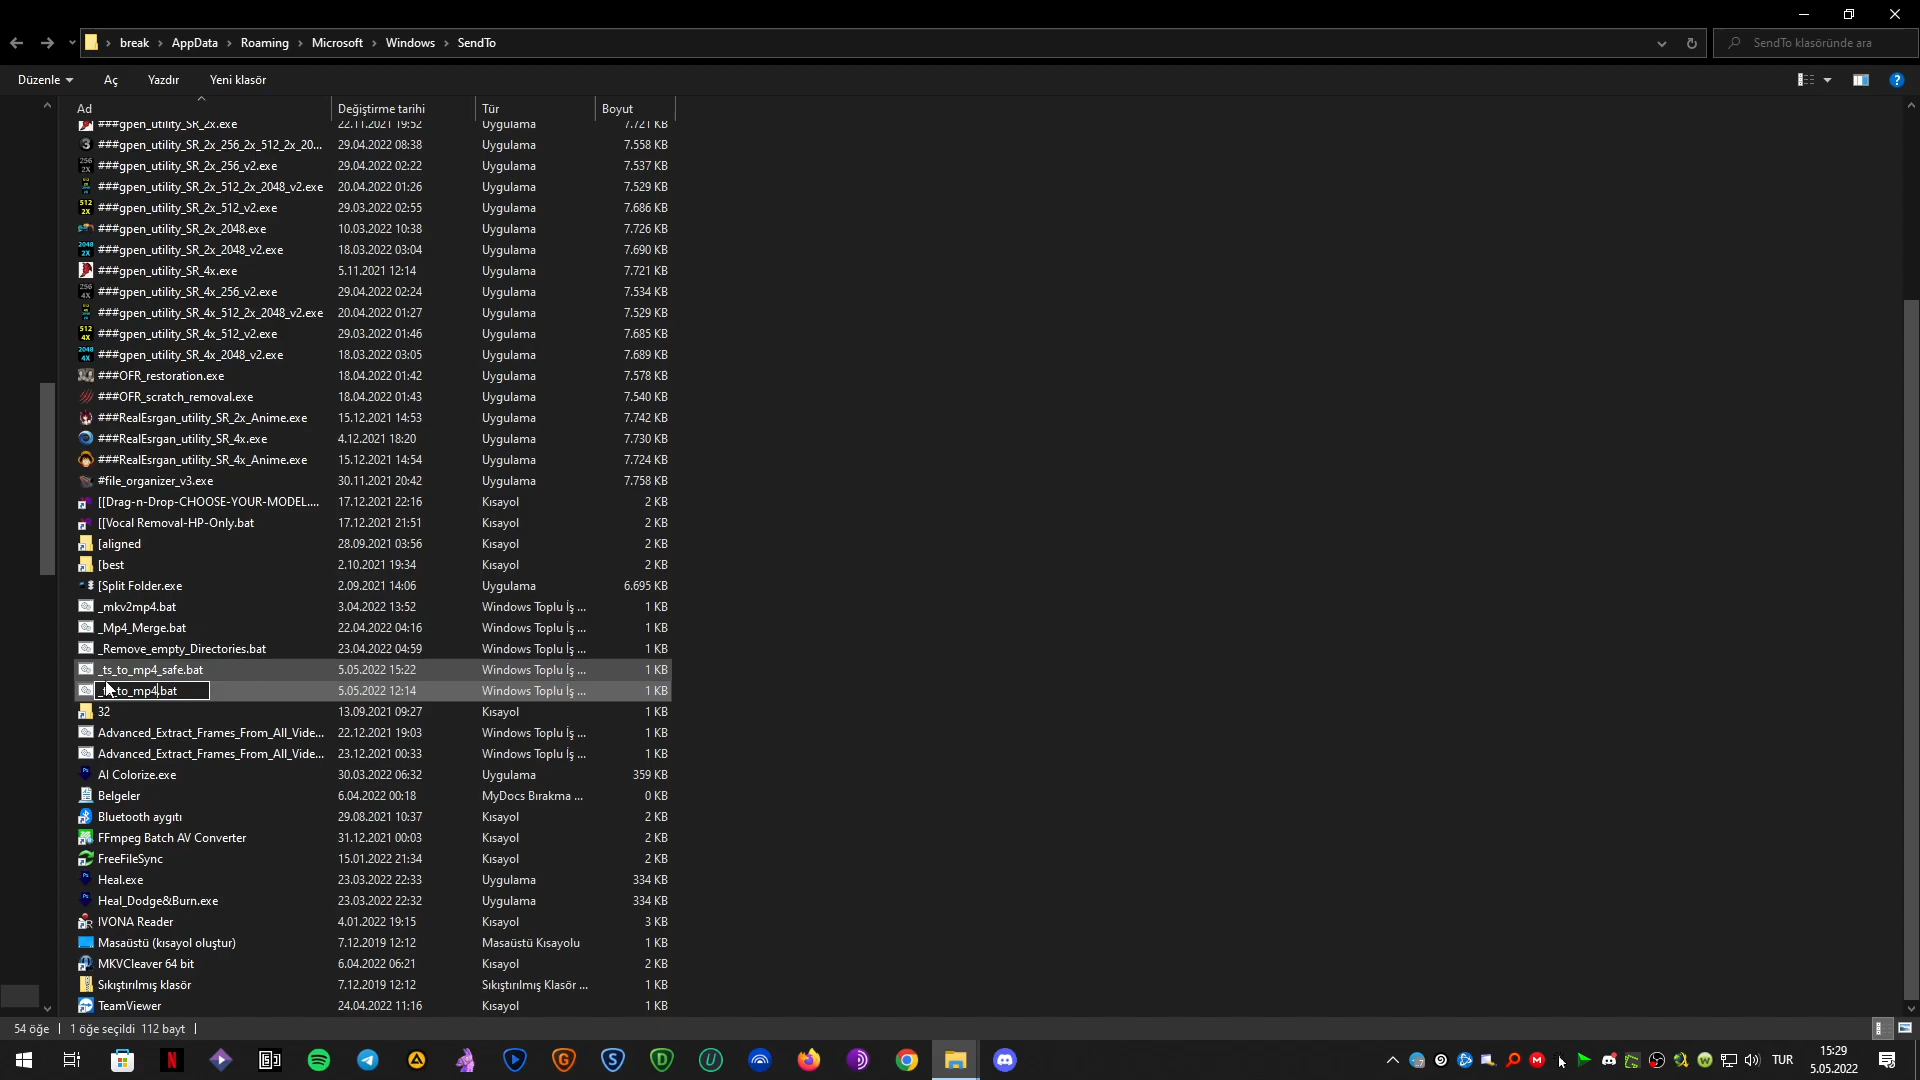 break > AppData > Roaming > Microsoft > Windows > SendTo
SendTo klasöründe ara
Düzenle Aç Yazdır Yeni klasör
Ad Değiştirme tarihi Tür Boyut
###gpen_utility_SR_2x.exe 22.11.2021 19:52 Uygulama 7.721 KB
###gpen_utility_SR_2x_256_2x_512_2x_20... 29.04.2022 08:38 Uygulama 7.558 KB
###gpen_utility_SR_2x_256_v2.exe 29.04.2022 02:22 Uygulama 7.537 KB
###gpen_utility_SR_2x_512_2x_2048_v2.exe 20.04.2022 01:26 Uygulama 7.529 KB
###gpen_utility_SR_2x_512_v2.exe 29.03.2022 02:55 Uygulama 7.686 KB
###gpen_utility_SR_2x_2048.exe 10.03.2022 10:38 Uygulama 7.726 KB
###gpen_utility_SR_2x_2048_v2.exe 18.03.2022 03:04 Uygulama 7.690 KB
###gpen_utility_SR_4x.exe 5.11.2021 12:14 Uygulama 7.721 KB
###gpen_utility_SR_4x_256_v2.exe 29.04.2022 02:24 Uygulama 7.534 KB
###gpen_utility_SR_4x_512_2x_2048_v2.exe 20.04.2022 01:27 Uygulama 7.529 KB
###gpen_utility_SR_4x_512_v2.exe 29.03.2022 01:46 Uygulama 7.685 KB
###gpen_utility_SR_4x_2048_v2.exe 18.03.2022 03:05 Uygulama 7.689 KB
###OFR_restoration.exe 18.04.2022 01:42 Uygulama 7.578 KB
###OFR_scratch_removal.exe 18.04.2022 01:43 Uygulama 7.540 KB
###RealEsrgan_utility_SR_2x_Anime.exe 15.12.2021 14:53 Uygulama 7.742 KB
###RealEsrgan_utility_SR_4x.exe 4.12.2021 18:20 Uygulama 7.730 KB
###RealEsrgan_utility_SR_4x_Anime.exe 15.12.2021 14:54 Uygulama 7.724 KB
#file_organizer_v3.exe 30.11.2021 20:42 Uygulama 7.758 KB
[[Drag-n-Drop-CHOOSE-YOUR-MODEL.... 17.12.2021 22:16 Kısayol 2 KB
[[Vocal Removal-HP-Only.bat 17.12.2021 21:51 Kısayol 2 KB
[aligned 28.09.2021 03:56 Kısayol 2 KB
[best 2.10.2021 19:34 Kısayol 2 KB
[Split Folder.exe 2.09.2021 14:06 Uygulama 6.695 KB
_mkv2mp4.bat 3.04.2022 13:52 Windows Toplu İş ... 1 KB
_Mp4_Merge.bat 22.04.2022 04:16 Windows Toplu İş ... 1 KB
_Remove_empty_Directories.bat 23.04.2022 04:59 Windows Toplu İş ... 1 KB
_ts_to_mp4_safe.bat 5.05.2022 15:22 Windows Toplu İş ... 1 KB
to_mp4.bat 5.05.2022 12:14 Windows Toplu İş ... 1 KB
32 13.09.2021 09:27 Kısayol 1 KB
Advanced_Extract_Frames_From_All_Vide... 22.12.2021 19:03 Windows Toplu İş ... 1 KB
Advanced_Extract_Frames_From_All_Vide... 23.12.2021 00:33 Windows Toplu İş ... 1 KB
AI Colorize.exe 30.03.2022 06:32 Uygulama 359 KB
Belgeler 6.04.2022 00:18 MyDocs Bırakma ... 0 KB
Bluetooth aygıtı 29.08.2021 10:37 Kısayol 2 KB
FFmpeg Batch AV Converter 31.12.2021 00:03 Kısayol 2 KB
FreeFileSync 15.01.2022 21:34 Kısayol 2 KB
Heal.exe 23.03.2022 22:33 Uygulama 334 KB
Heal_Dodge&Burn.exe 23.03.2022 22:32 Uygulama 334 KB
IVONA Reader 4.01.2022 19:15 Kısayol 3 KB
Masaüstü (kısayol oluştur) 7.12.2019 12:12 Masaüstü Kısayolu 1 KB
MKVCleaver 64 bit 6.04.2022 06:21 Kısayol 2 KB
Sıkıştırılmış klasör 7.12.2019 12:12 Sıkıştırılmış Klasör ... 1 KB
TeamViewer 24.04.2022 11:16 Kısayol 1 KB
54 öğe 1 öğe seçildi 112 bayt
TUR 15:29
5.05.2022